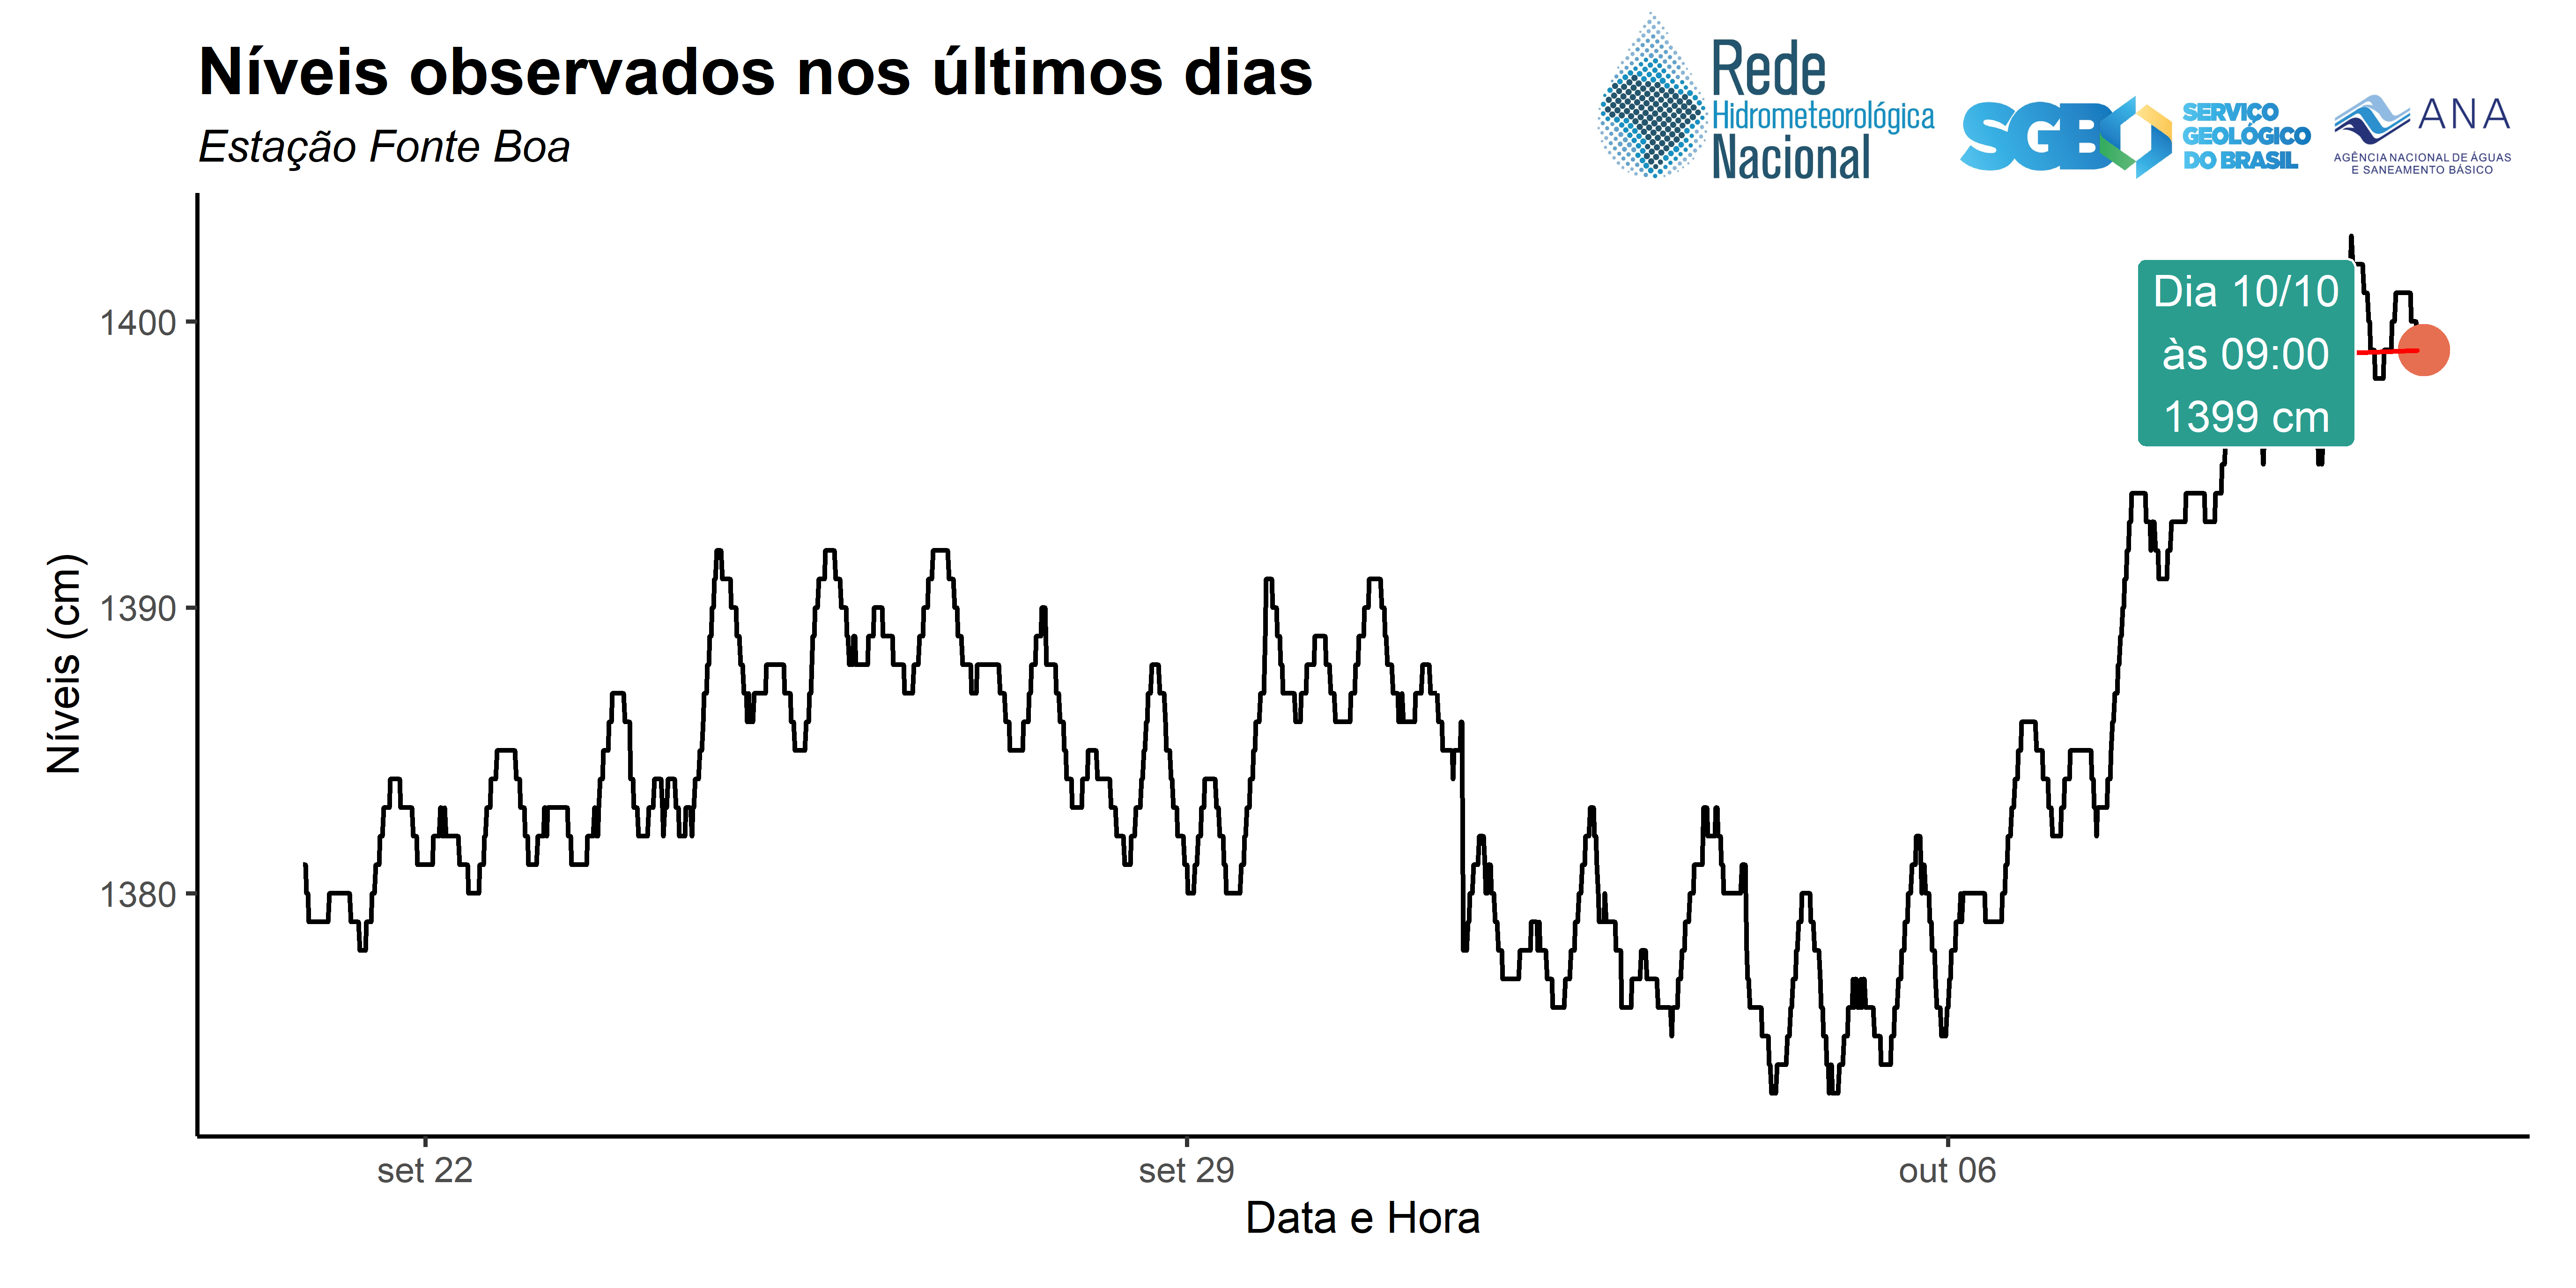 Níveis observados nos últimos dias
Estação Fonte Boa
Rede
Hidrometeorológica
Nacional
SGB
SERVIÇO
GEOLÓGICO
DO BRASIL
ANA
AGÊNCIA NACIONAL DE ÁGUAS
E SANEAMENTO BÁSICO
Dia 10/10
às 09:00
1399 cm
Níveis (cm)
1400
1390
1380
set 22
set 29
out 06
Data e Hora